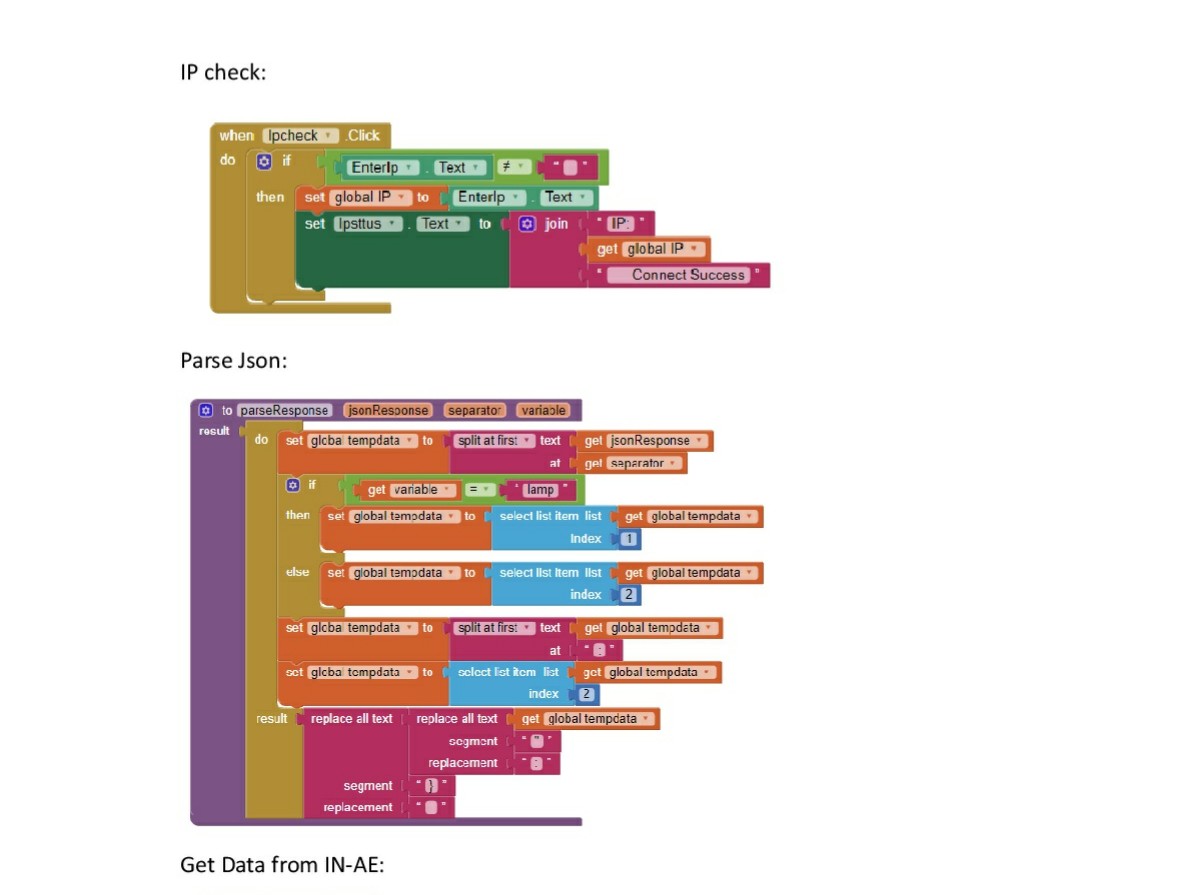 IP check:
when Ipcheck .Click
do if EnterIp . Text ≠ " "
then set global IP to EnterIp . Text
set Ipsttus . Text to join " IP: "
get global IP
" Connect Success "
Parse Json:
to parseResponse jsonResponse separator variable
result
do set global tempdata to split at first text get jsonResponse
at get separator
if get variable = " lamp "
then set global tempdata to select list item list get global tempdata
index 1
else set global tempdata to select list item list get global tempdata
index 2
set global tempdata to split at first text get global tempdata
at " : "
set global tempdata to select list item list get global tempdata
index 2
result replace all text replace all text get global tempdata
segment " " "
replacement " : "
segment " } "
replacement " "
Get Data from IN-AE: